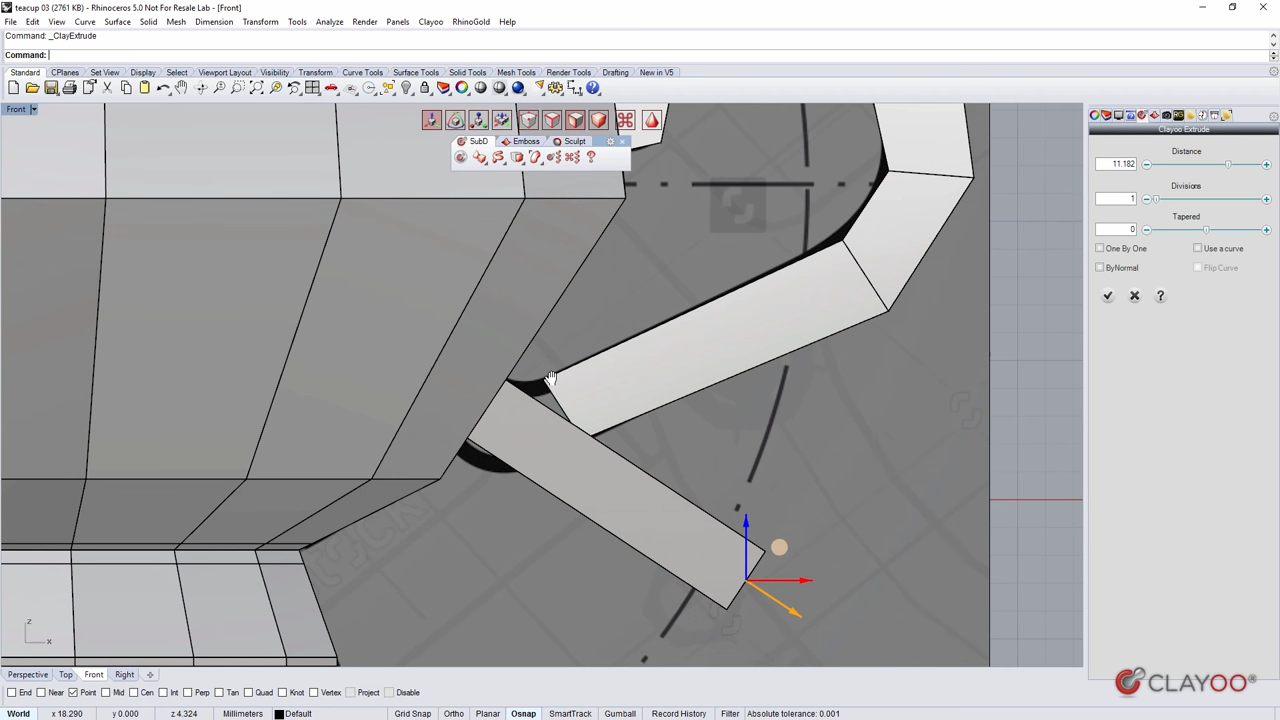 teacup 03 (2761 KB) - Rhinoceros 5.0 Not For Resale Lab - [Front]
File Edit View Curve Surface Solid Mesh Dimension Transform Tools Analyze Render Panels Clayoo RhinoGold Help
Command: _ClayExtrude
Command:
Standard CPlanes Set View Display Select Viewport Layout Visibility Transform Curve Tools Surface Tools Solid Tools Mesh Tools Render Tools Drafting New in V5
Front
SubD Emboss Sculpt
Clayoo Extrude
Distance
11.182
Divisions
1
Tapered
0
One By One Use a curve
ByNormal Flip Curve
z
x
CLAYOO
Perspective Top Front Right
End Near Point Mid Cen Int Perp Tan Quad Knot Vertex Project Disable
World x 18.290 y 0.000 z 4.324 Millimeters Default Grid Snap Ortho Planar Osnap SmartTrack Gumball Record History Filter Absolute tolerance: 0.001